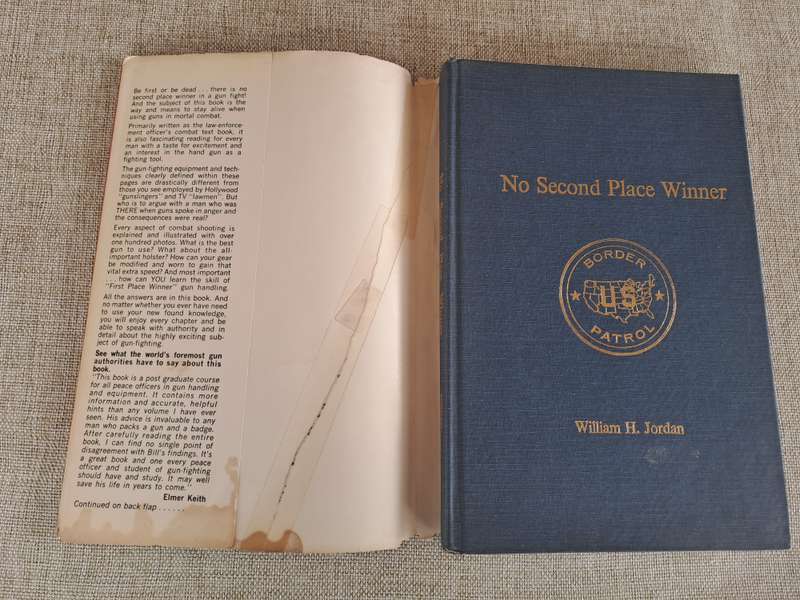 Be first or be dead . . . there is no
second place winner in a gun fight!
And the subject of this book is the
way and means to stay alive when
using guns in mortal combat.
Primarily written as the law-enforce-
ment officer's combat text book, it
is also fascinating reading for every
man with a taste for excitement and
an interest in the hand gun as a
fighting tool.
The gun-fighting equipment and tech-
niques clearly defined within these
pages are drastically different from
those you see employed by Hollywood
"gunslingers" and TV "lawmen". But
who is to argue with a man who was
THERE when guns spoke in anger and
the consequences were real?
Every aspect of combat shooting is
explained and illustrated with over
one hundred photos. What is the best
gun to use? What about the all-
important holster? How can your gear
be modified and worn to gain that
vital extra speed? And most important
. . . how can YOU learn the skill of
"First Place Winner" gun handling.
All the answers are in this book. And
no matter whether you ever have need
to use your new found knowledge,
you will enjoy every chapter and be
able to speak with authority and in
detail about the highly exciting sub-
ject of gun-fighting.
See what the world's foremost gun
authorities have to say about this
book.
"This book is a post graduate course
for all peace officers in gun handling
and equipment. It contains more
information and accurate, helpful
hints than any volume I have ever
seen. His advice is invaluable to any
man who packs a gun and a badge.
After carefully reading the entire
book, I can find no single point of
disagreement with Bill's findings. It's
a great book and one every peace
officer and student of gun-fighting
should have and study. It may well
save his life in years to come."
Elmer Keith
Continued on back flap . . . . . .
No Second Place Winner
BORDER
US
PATROL
William H. Jordan